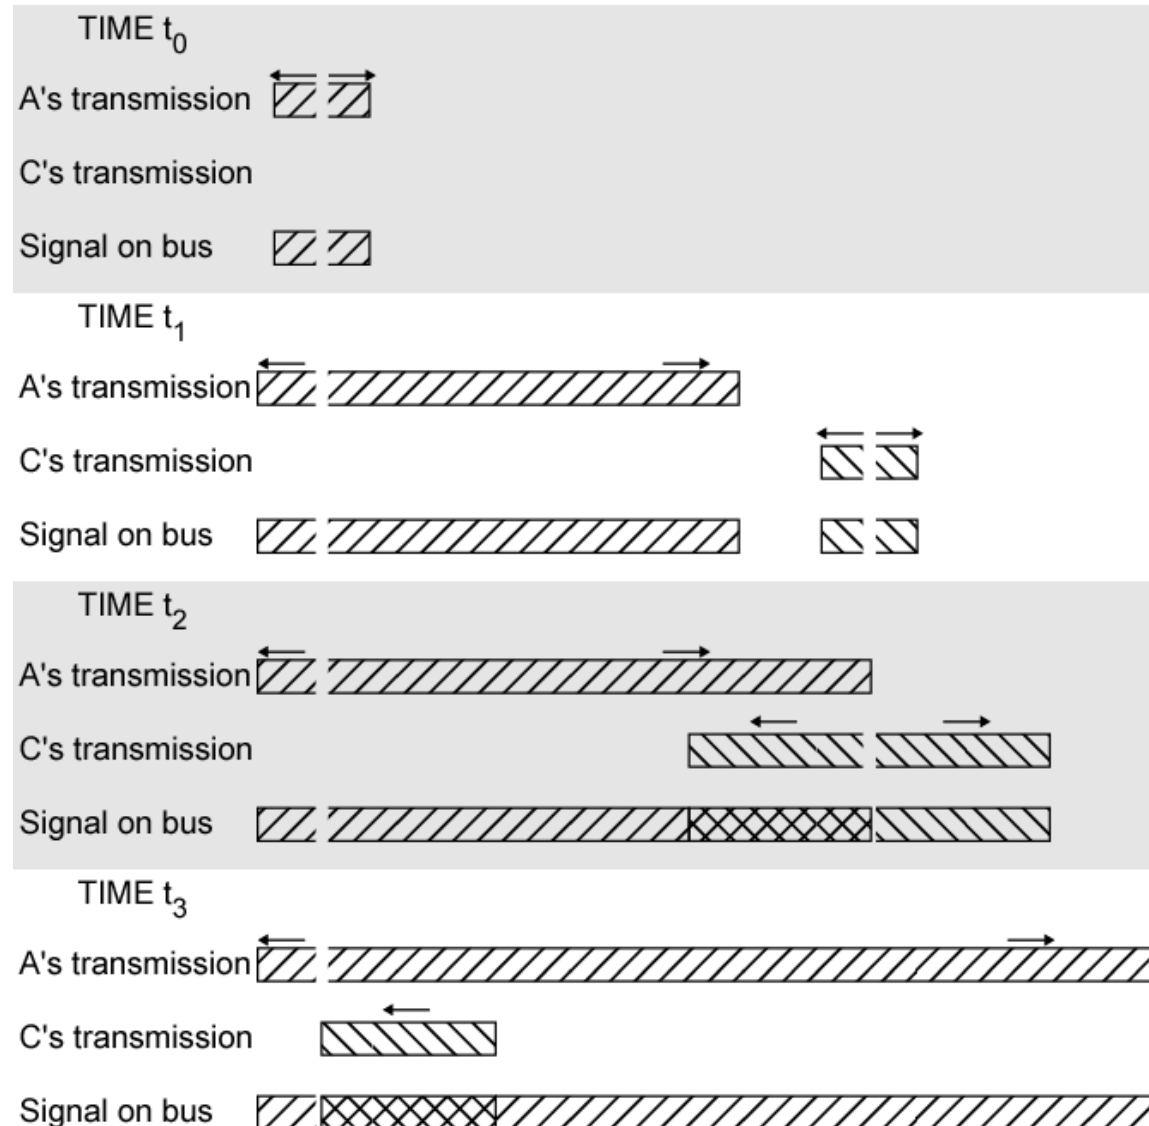 TIME t0
A's transmission
C's transmission
Signal on bus
TIME t1
A's transmission
C's transmission
Signal on bus
TIME t2
A's transmission
C's transmission
Signal on bus
TIME t3
A's transmission
C's transmission
Signal on bus